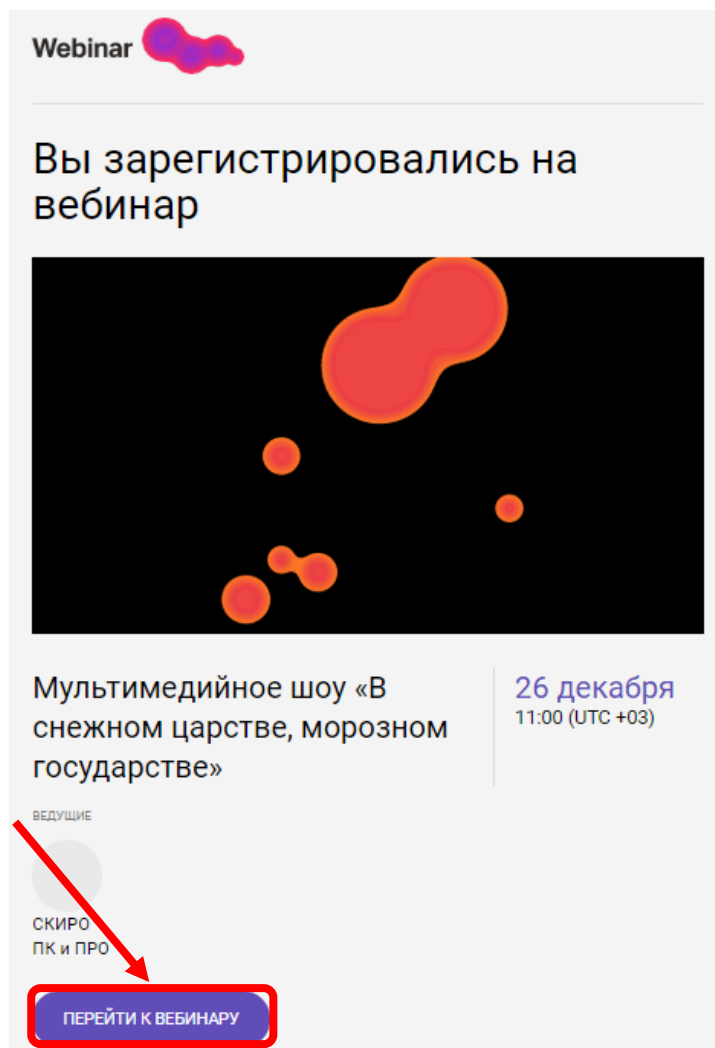 Webinar
Вы зарегистрировались на
вебинар
Мультимедийное шоу «В
снежном царстве, морозном
государстве»
26 декабря
11:00 (UTC +03)
ВЕДУЩИЕ
СКИРО
ПК и ПРО
ПЕРЕЙТИ К ВЕБИНАРУ